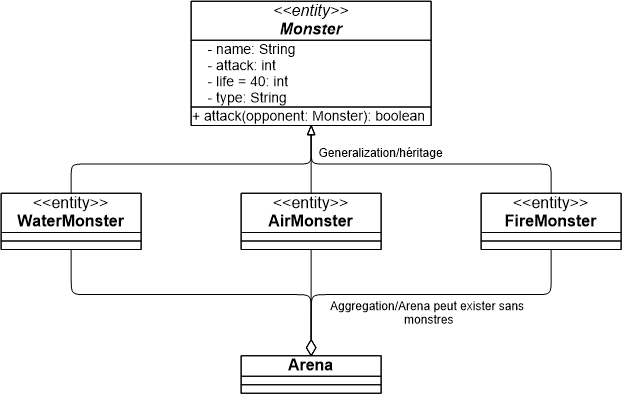 <<entity>>
Monster
- name: String
- attack: int
- life = 40: int
- type: String
+ attack(opponent: Monster): boolean
Generalization/héritage
<<entity>>
WaterMonster
<<entity>>
AirMonster
<<entity>>
FireMonster
Aggregation/Arena peut exister sans
monstres
Arena